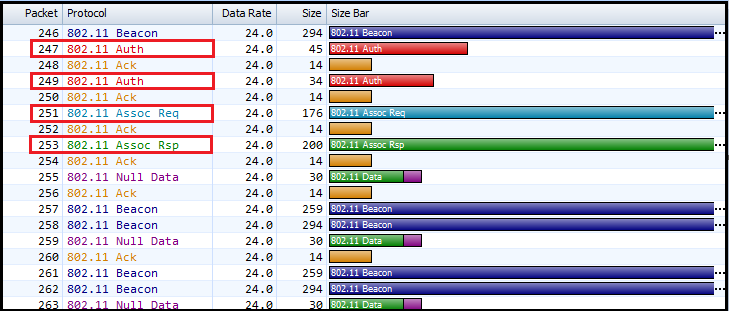 Packet Protocol Data Rate Size Size Bar
246 802.11 Beacon 24.0 294 802.11 Beacon
247 802.11 Auth 24.0 45 802.11 Auth
248 802.11 Ack 24.0 14
249 802.11 Auth 24.0 34 802.11 Auth
250 802.11 Ack 24.0 14
251 802.11 Assoc Req 24.0 176 802.11 Assoc Req
252 802.11 Ack 24.0 14
253 802.11 Assoc Rsp 24.0 200 802.11 Assoc Rsp
254 802.11 Ack 24.0 14
255 802.11 Null Data 24.0 30 802.11 Data
256 802.11 Ack 24.0 14
257 802.11 Beacon 24.0 259 802.11 Beacon
258 802.11 Beacon 24.0 294 802.11 Beacon
259 802.11 Null Data 24.0 30 802.11 Data
260 802.11 Ack 24.0 14
261 802.11 Beacon 24.0 259 802.11 Beacon
262 802.11 Beacon 24.0 294 802.11 Beacon
263 802.11 Null Data 24.0 30 802.11 Data